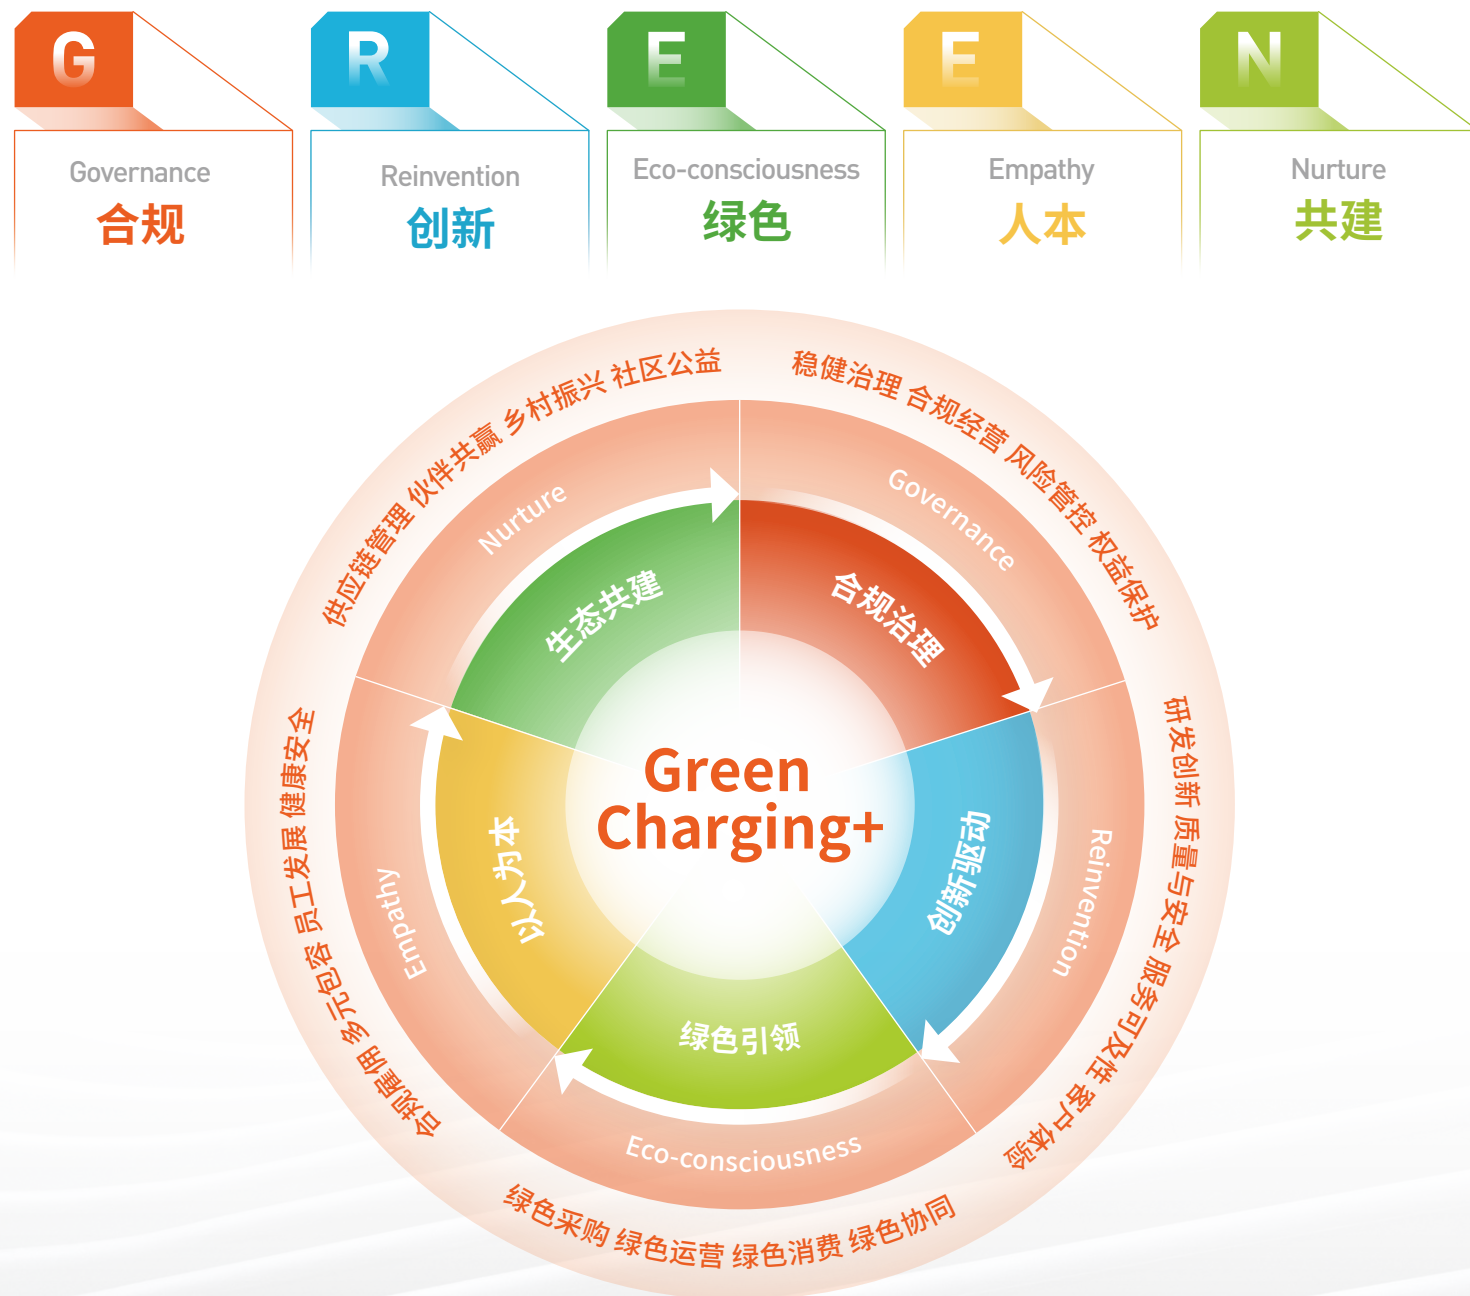 G
Governance
合规
R
Reinvention
创新
E
Eco-consciousness
绿色
E
Empathy
人本
N
Nurture
共建
Green
Charging+
稳健治理 合规经营 风险管控 权益保护
Governance
合规治理
研发创新 质量与安全 服务可及性 客户体验
Reinvention
创新驱动
绿色采购 绿色运营 绿色消费 绿色协同
Eco-consciousness
绿色引领
合规雇佣 多元包容 员工发展 健康安全
Empathy
以人为本
供应链管理 伙伴共赢 乡村振兴 社区公益
Nurture
生态共建